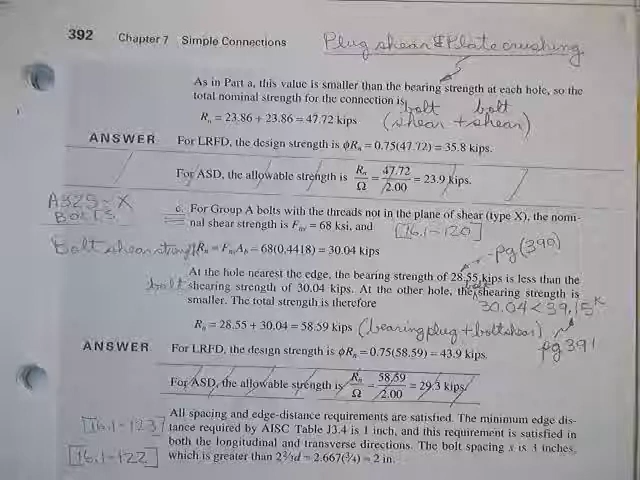 392 Chapter 7 Simple Connections
Plug shear & Plate crushing
As in Part a, this value is smaller than the bearing strength at each hole, so the
total nominal strength for the connection is
bolt bolt
Rn = 23.86 + 23.86 = 47.72 kips (shear + shear)
ANSWER For LRFD, the design strength is ϕRn = 0.75(47.72) = 35.8 kips.
For ASD, the allowable strength is Rn/Ω = 47.72/2.00 = 23.9 kips.
A325-X
BOLTS
c. For Group A bolts with the threads not in the plane of shear (type X), the nomi-
nal shear strength is Fnv = 68 ksi, and [16.1-120]
Bolt shear strength Rn = FnvAb = 68(0.4418) = 30.04 kips
pg (390)
At the hole nearest the edge, the bearing strength of 28.55 kips is less than the
bolt shearing strength of 30.04 kips. At the other hole, the bolt shearing strength is
smaller. The total strength is therefore 30.04 < 39.15 K
Rn = 28.55 + 30.04 = 58.59 kips (bearing plug + bolt shear)
pg 391
ANSWER For LRFD, the design strength is ϕRn = 0.75(58.59) = 43.9 kips.
For ASD, the allowable strength is Rn/Ω = 58.59/2.00 = 29.3 kips
All spacing and edge-distance requirements are satisfied. The minimum edge dis-
[16.1-123] tance required by AISC Table J3.4 is 1 inch, and this requirement is satisfied in
both the longitudinal and transverse directions. The bolt spacing s is 3 inches,
[16.1-122] which is greater than 2⅔d = 2.667(¾) = 2 in.